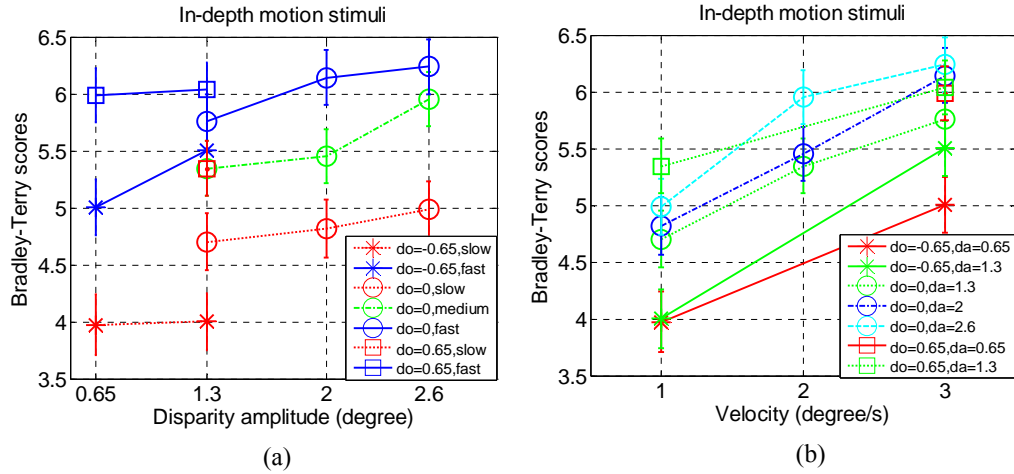 In-depth motion stimuli
6.5
6
5.5
5
4.5
4
3.5
Bradley-Terry scores
0.65 1.3 2 2.6
Disparity amplitude (degree)
do=-0.65,slow
do=-0.65,fast
do=0,slow
do=0,medium
do=0,fast
do=0.65,slow
do=0.65,fast
(a)
In-depth motion stimuli
6.5
6
5.5
5
4.5
4
3.5
Bradley-Terry scores
1 2 3
Velocity (degree/s)
do=-0.65,da=0.65
do=-0.65,da=1.3
do=0,da=1.3
do=0,da=2
do=0,da=2.6
do=0.65,da=0.65
do=0.65,da=1.3
(b)